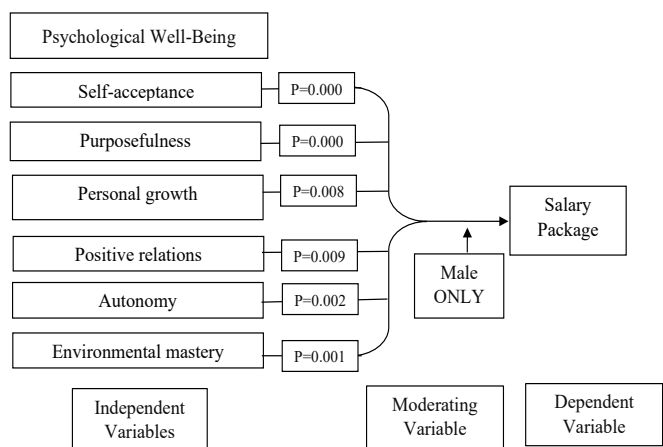 Psychological Well-Being
Self-acceptance
P=0.000
Purposefulness
P=0.000
Personal growth
P=0.008
Salary
Package
Positive relations
P=0.009
Male
ONLY
Autonomy
P=0.002
Environmental mastery
P=0.001
Independent
Variables
Moderating
Variable
Dependent
Variable